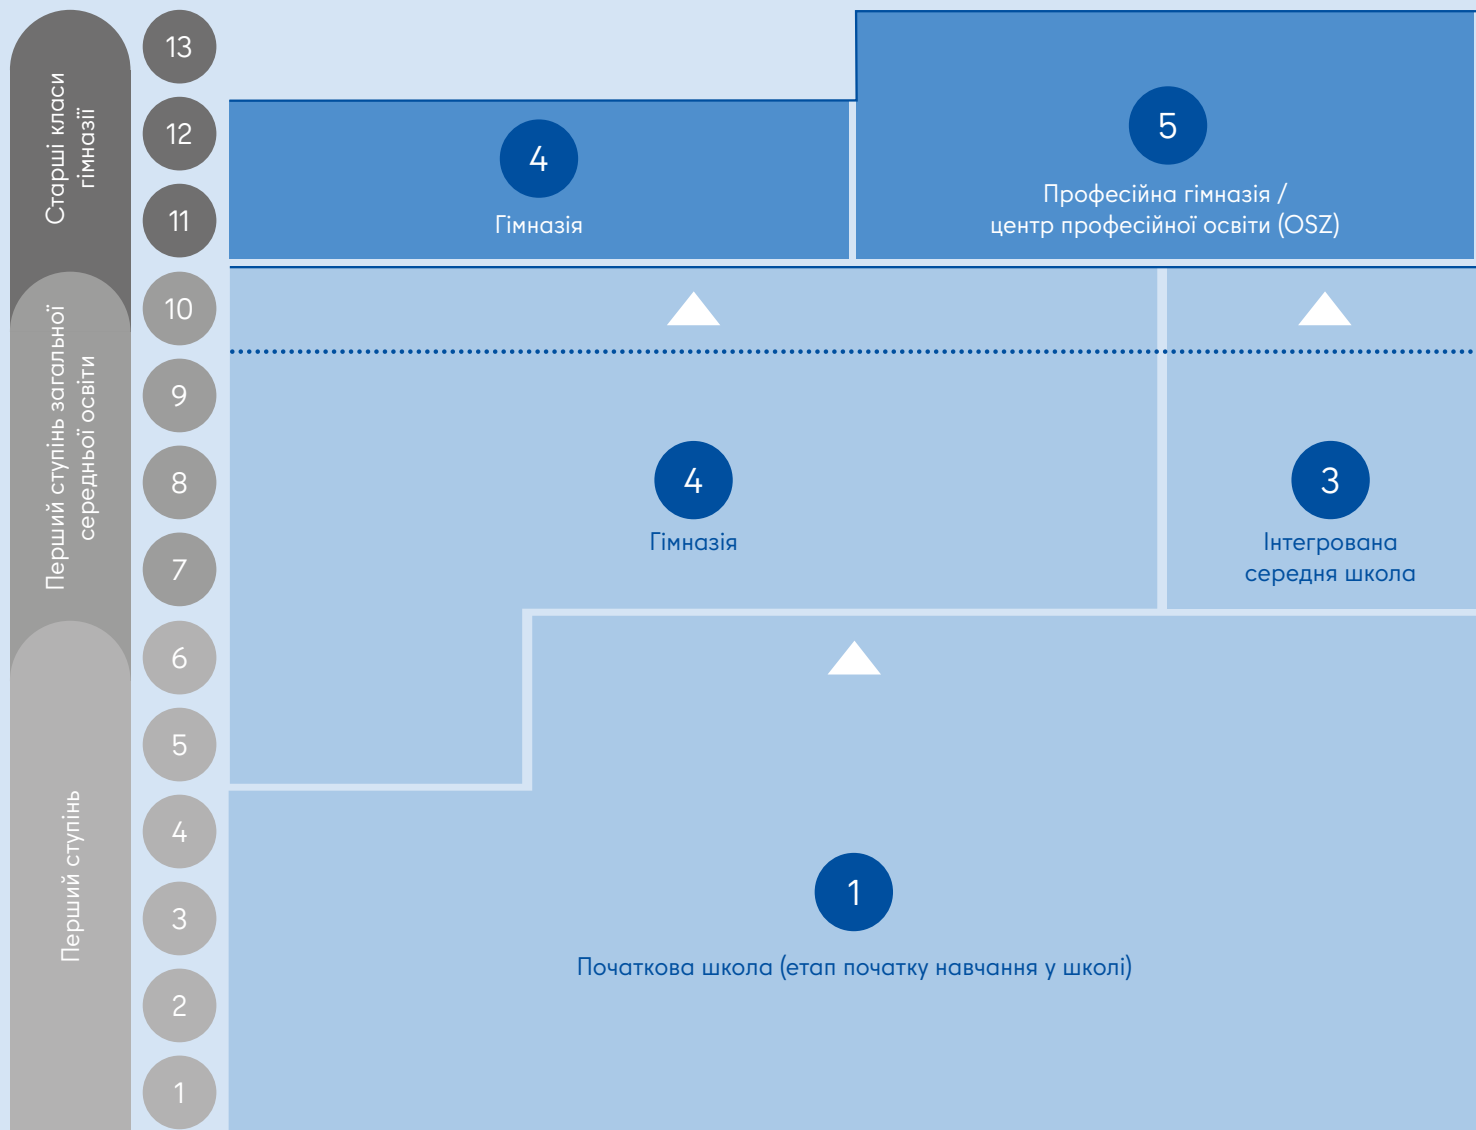 Старші класи
гімназії
Перший ступінь загальної
середньої освіти
Перший ступінь
13
12
11
10
9
8
7
6
5
4
3
2
1
4
Гімназія
5
Професійна гімназія /
центр професійної освіти (OSZ)
4
Гімназія
3
Інтегрована
середня школа
1
Початкова школа (етап початку навчання у школі)